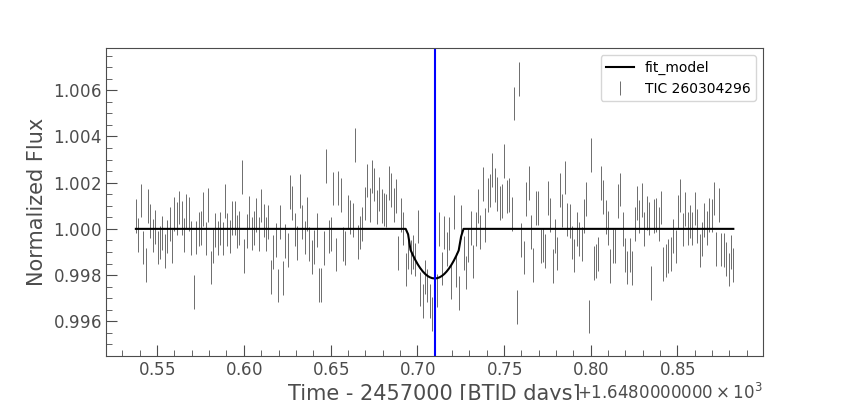 fit_model
TIC 260304296
Normalized Flux
1.006
1.004
1.002
1.000
0.998
0.996
0.55 0.60 0.65 0.70 0.75 0.80 0.85
Time - 2457000 [BTJD days]
+1.6480000000 × 10³